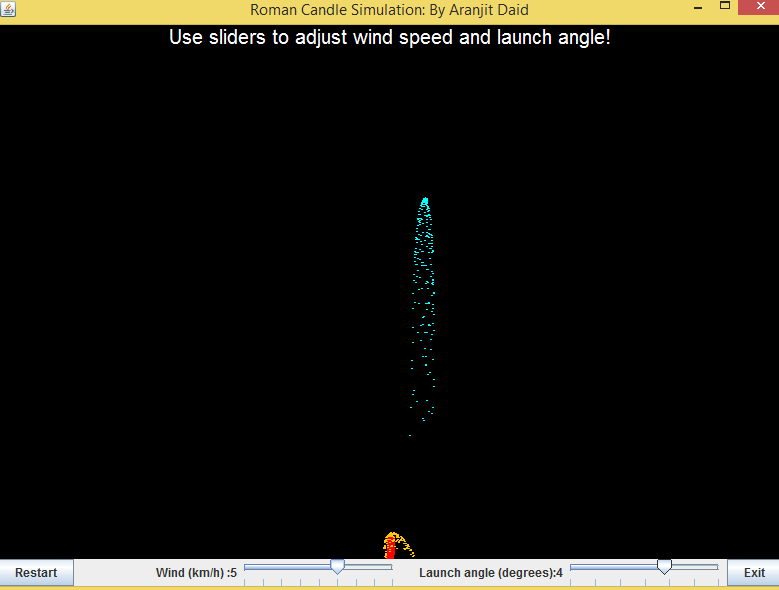 Roman Candle Simulation: By Aranjit Daid
Use sliders to adjust wind speed and launch angle!
Restart Wind (km/h) :5 Launch angle (degrees):4 Exit